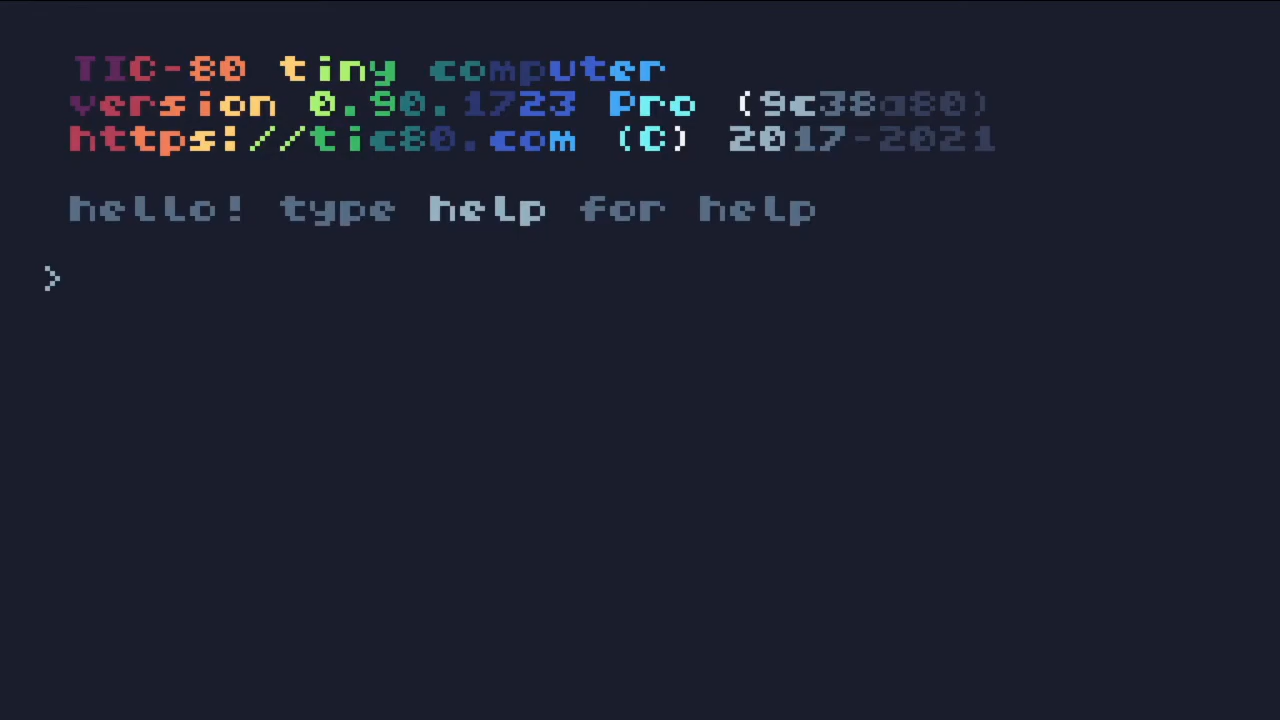 TIC-80 tiny computer
version 0.90.1723 Pro (9c38a80)
https://tic80.com (C) 2017-2021
hello! type help for help
>